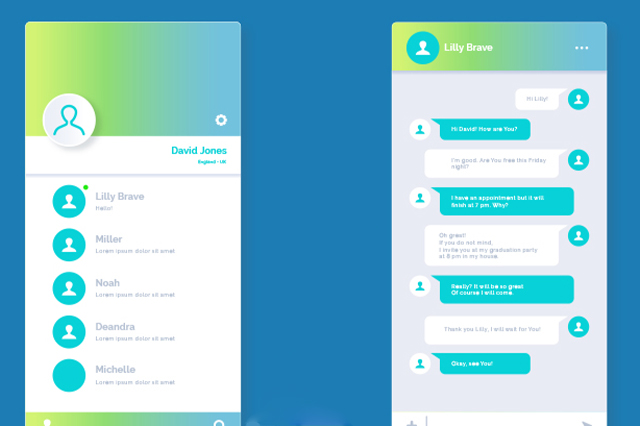 David Jones
England - UK
Lilly Brave
Hello!
Miller
Lorem ipsum dolor sit amet
Noah
Lorem ipsum dolor sit amet
Deandra
Lorem ipsum dolor sit amet
Michelle
Lorem ipsum dolor sit amet
Lilly Brave
Hi Lilly!
Hi David! How are You?
I'm good. Are You free this Friday
night?
I have an appointment but it will
finish at 7 pm. Why?
Oh great!
If you do not mind,
I invite you at my graduation party
at 8 pm in my house.
Really? It will be so great!
Of course I will come.
Thank you Lilly, I will wait for You!
Okay, see You!